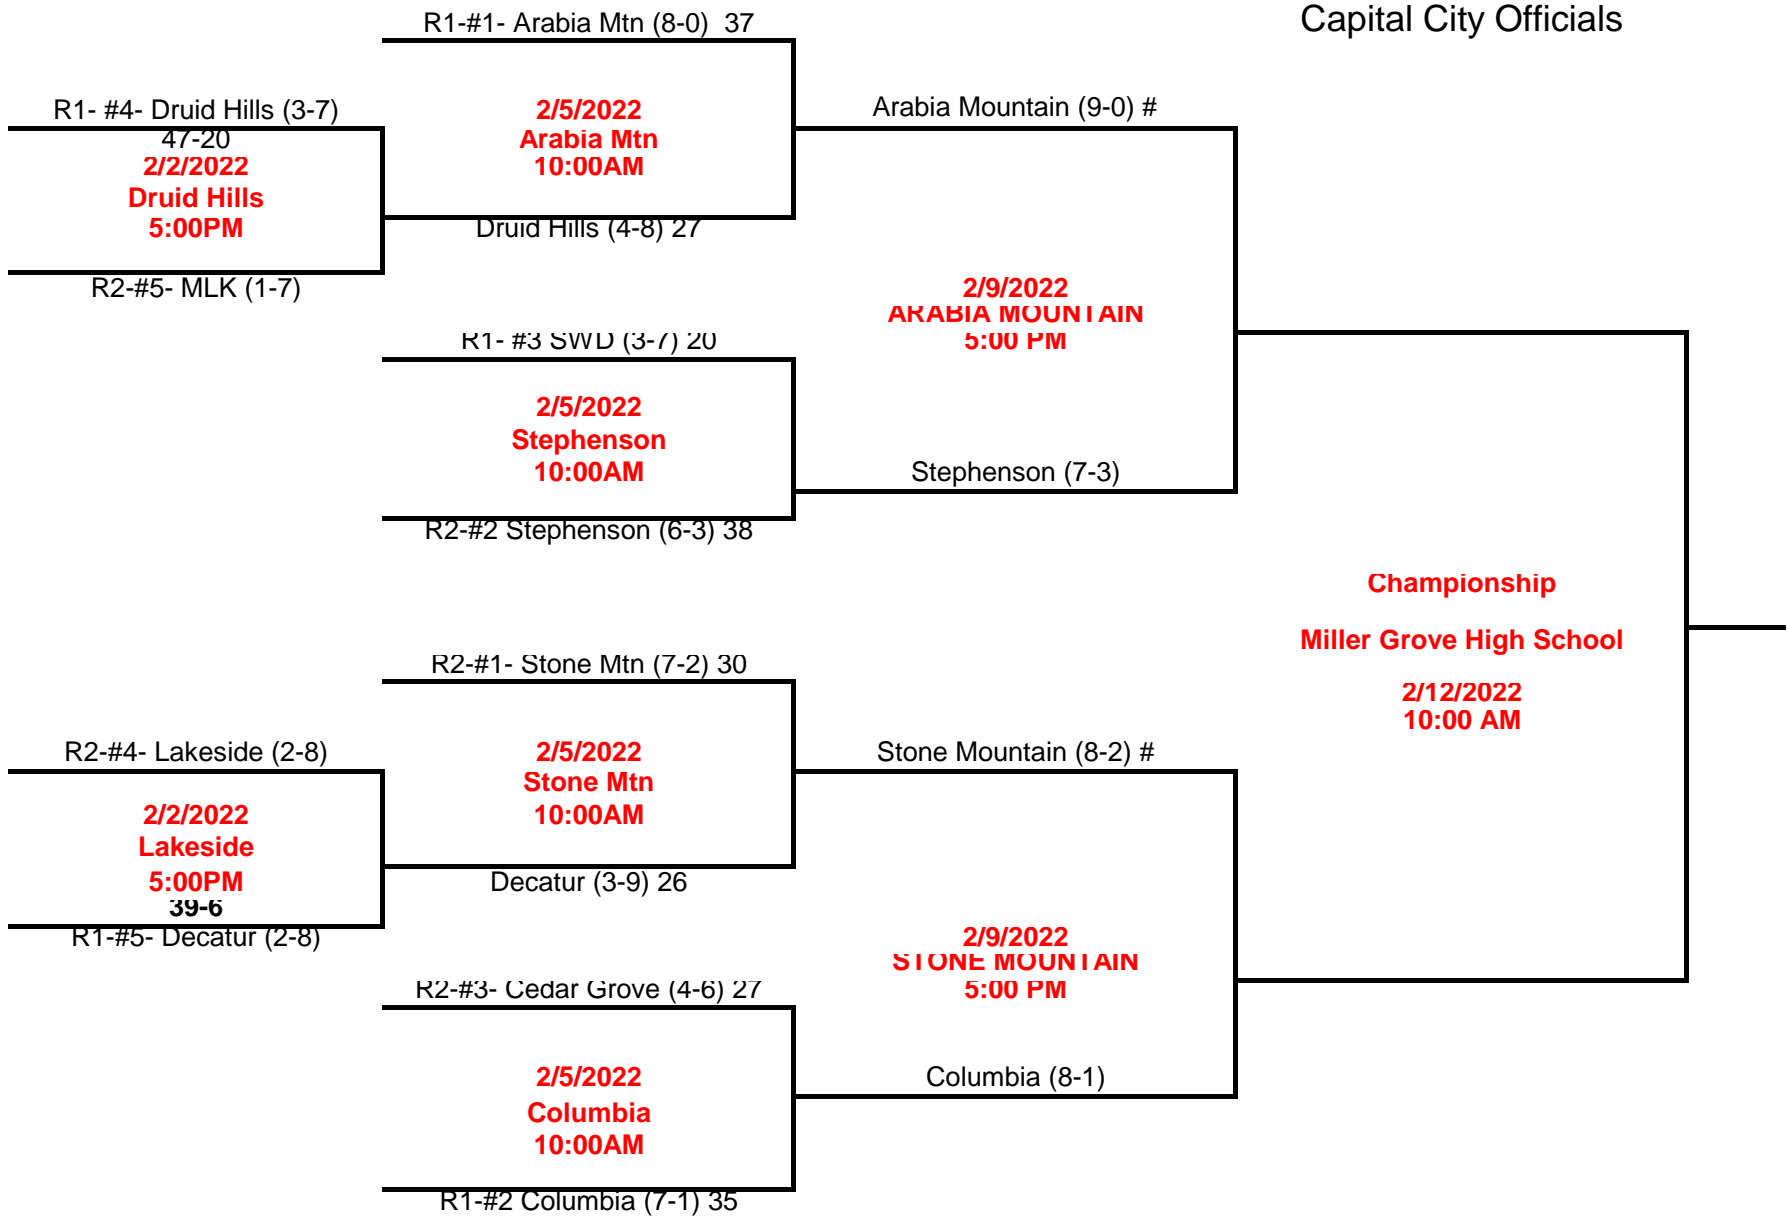 Capital City Officials
R1-#1- Arabia Mtn (8-0)  37
R1- #4- Druid Hills (3-7)
47-20
2/2/2022
Druid Hills
5:00PM
R2-#5- MLK (1-7)
2/5/2022
Arabia Mtn
10:00AM
Druid Hills (4-8) 27
Arabia Mountain (9-0) #
2/9/2022
ARABIA MOUNTAIN
5:00 PM
R1- #3 SWD (3-7) 20
2/5/2022
Stephenson
10:00AM
R2-#2 Stephenson (6-3) 38
Stephenson (7-3)
Championship
Miller Grove High School
2/12/2022
10:00 AM
R2-#1- Stone Mtn (7-2) 30
R2-#4- Lakeside (2-8)
2/2/2022
Lakeside
5:00PM
39-6
R1-#5- Decatur (2-8)
2/5/2022
Stone Mtn
10:00AM
Decatur (3-9) 26
Stone Mountain (8-2) #
2/9/2022
STONE MOUNTAIN
5:00 PM
R2-#3- Cedar Grove (4-6) 27
2/5/2022
Columbia
10:00AM
R1-#2 Columbia (7-1) 35
Columbia (8-1)